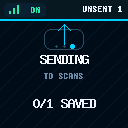 ON UNSENT 1
SENDING
TO SCANS
0/1 SAVED